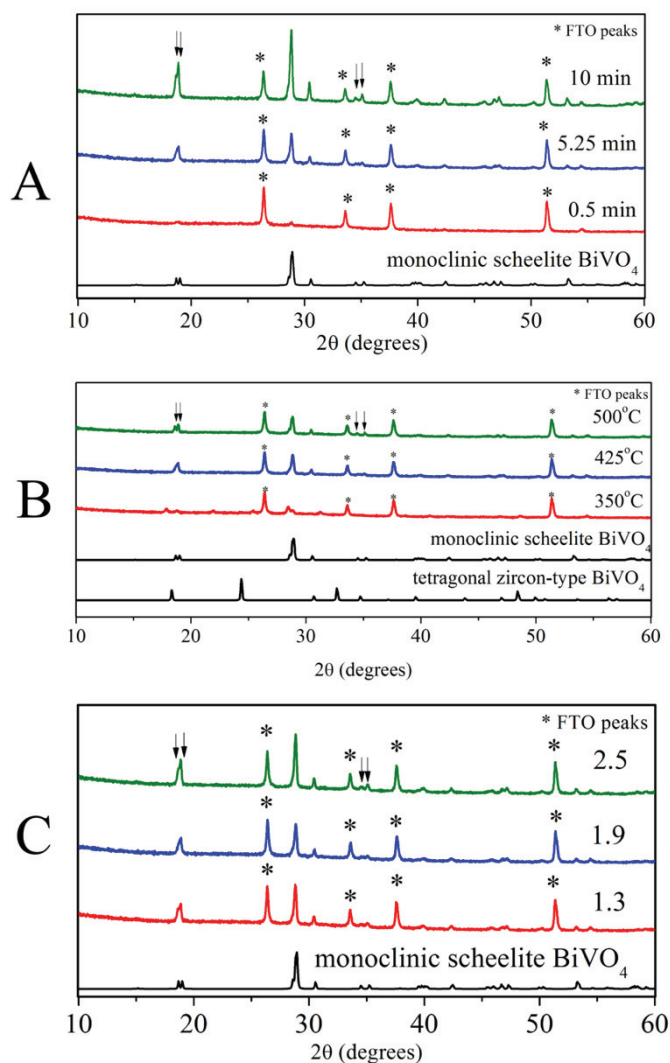 A
* FTO peaks
10 min
5.25 min
0.5 min
monoclinic scheelite BiVO₄
10 20 30 40 50 60
2θ (degrees)
B
* FTO peaks
500°C
425°C
350°C
monoclinic scheelite BiVO₄
tetragonal zircon-type BiVO₄
10 20 30 40 50 60
2θ (degrees)
C
* FTO peaks
2.5
1.9
1.3
monoclinic scheelite BiVO₄
10 20 30 40 50 60
2θ (degrees)